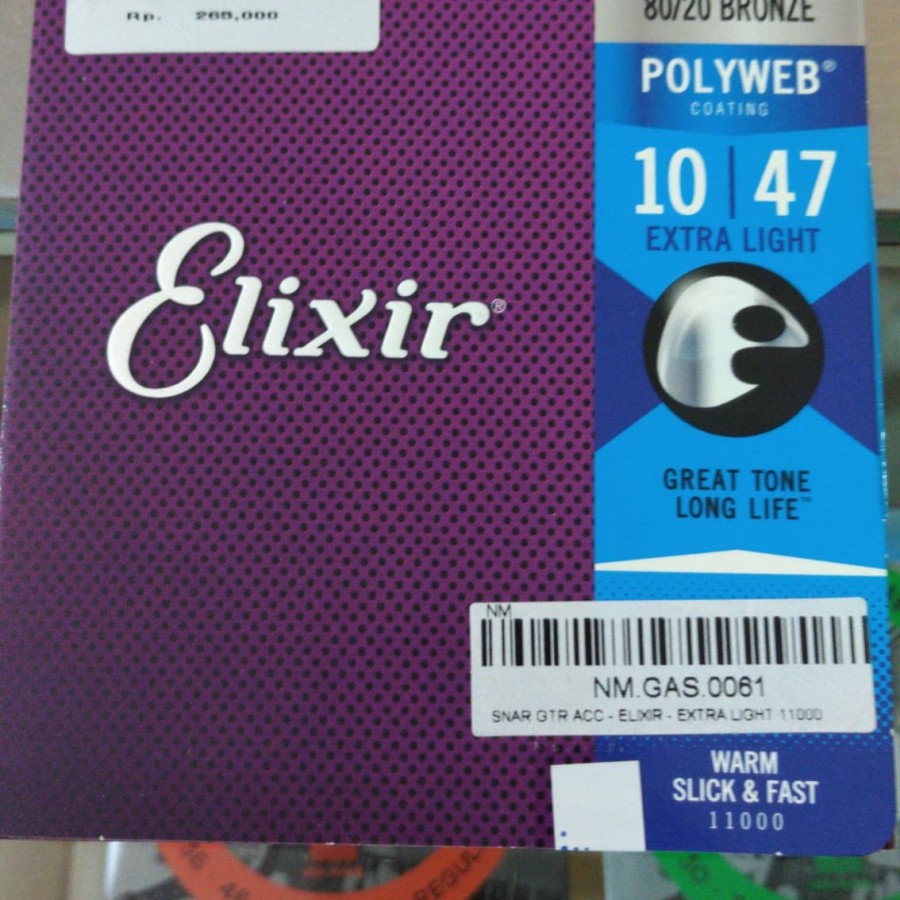 Rp. 265,000
80/20 BRONZE
POLYWEB®
COATING
10 | 47
EXTRA LIGHT
Elixir®
GREAT TONE
LONG LIFE™
NM
NM.GAS.0061
SNAR GTR ACC - ELIXIR - EXTRA LIGHT 11000
WARM
SLICK & FAST
11000
REGUL